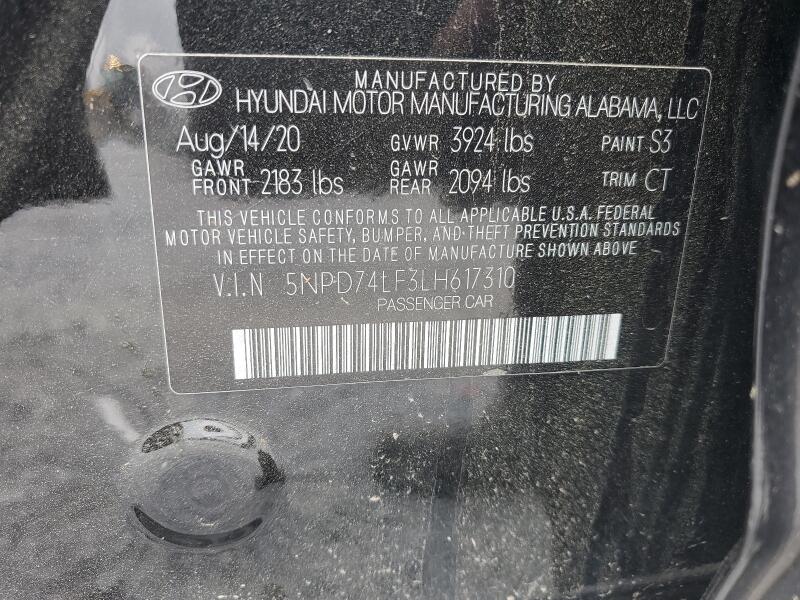 MANUFACTURED BY
HYUNDAI MOTOR MANUFACTURING ALABAMA, LLC
Aug/14/20 GVWR 3924 lbs PAINT S3
GAWR FRONT 2183 lbs GAWR REAR 2094 lbs TRIM CT
THIS VEHICLE CONFORMS TO ALL APPLICABLE U.S.A. FEDERAL
MOTOR VEHICLE SAFETY, BUMPER, AND THEFT PREVENTION STANDARDS
IN EFFECT ON THE DATE OF MANUFACTURE SHOWN ABOVE
V.I.N 5NPD74LF3LH617310
PASSENGER CAR